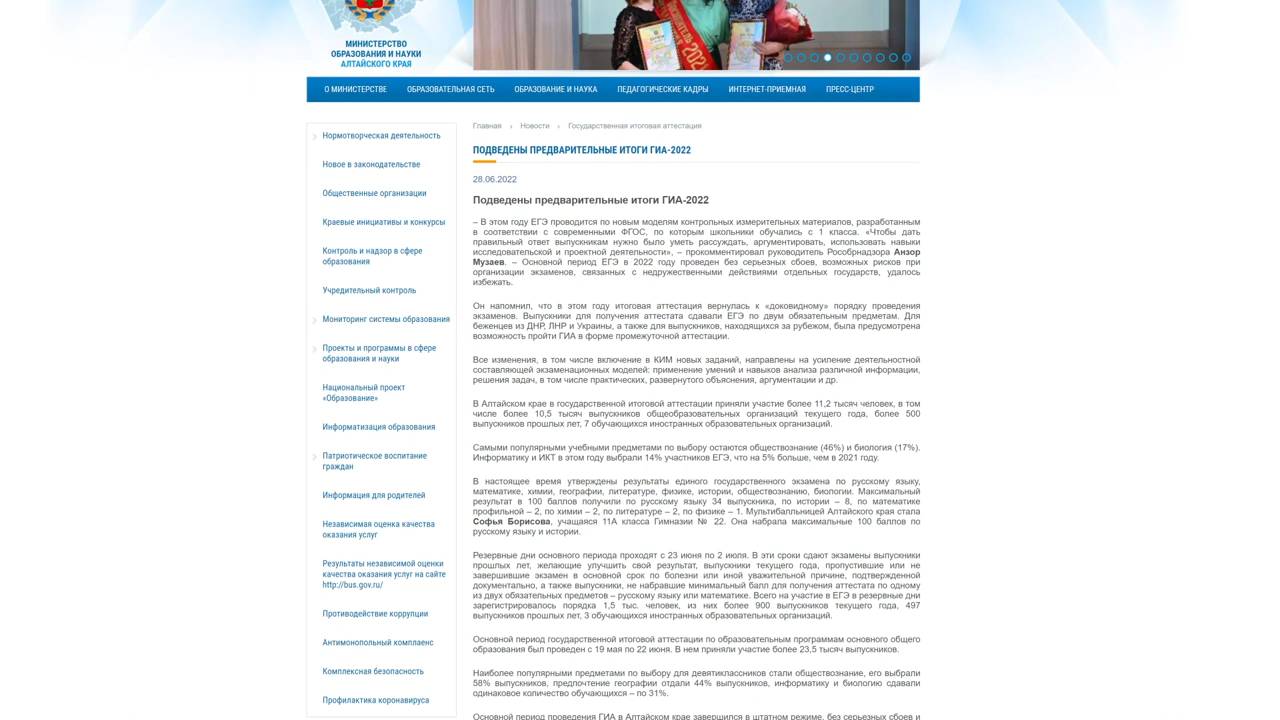 МИНИСТЕРСТВО
ОБРАЗОВАНИЯ И НАУКИ
АЛТАЙСКОГО КРАЯ
О МИНИСТЕРСТВЕ ОБРАЗОВАТЕЛЬНАЯ СЕТЬ ОБРАЗОВАНИЕ И НАУКА ПЕДАГОГИЧЕСКИЕ КАДРЫ ИНТЕРНЕТ-ПРИЕМНАЯ ПРЕСС-ЦЕНТР
Нормотворческая деятельность
Новое в законодательстве
Общественные организации
Краевые инициативы и конкурсы
Контроль и надзор в сфере
образования
Учредительный контроль
Мониторинг системы образования
Проекты и программы в сфере
образования и науки
Национальный проект
«Образование»
Информатизация образования
Патриотическое воспитание
граждан
Информация для родителей
Независимая оценка качества
оказания услуг
Результаты независимой оценки
качества оказания услуг на сайте
http://bus.gov.ru/
Противодействие коррупции
Антимонопольный комплаенс
Комплексная безопасность
Профилактика коронавируса
Главная › Новости › Государственная итоговая аттестация
ПОДВЕДЕНЫ ПРЕДВАРИТЕЛЬНЫЕ ИТОГИ ГИА-2022
28.06.2022
Подведены предварительные итоги ГИА-2022
– В этом году ЕГЭ проводится по новым моделям контрольных измерительных материалов, разработанным
в соответствии с современными ФГОС, по которым школьники обучались с 1 класса. «Чтобы дать
правильный ответ выпускникам нужно было уметь рассуждать, аргументировать, использовать навыки
исследовательской и проектной деятельности», – прокомментировал руководитель Рособрнадзора Анзор
Музаев. – Основной период ЕГЭ в 2022 году проведен без серьезных сбоев, возможных рисков при
организации экзаменов, связанных с недружественными действиями отдельных государств, удалось
избежать.
Он напомнил, что в этом году итоговая аттестация вернулась к «доковидному» порядку проведения
экзаменов. Выпускники для получения аттестата сдавали ЕГЭ по двум обязательным предметам. Для
беженцев из ДНР, ЛНР и Украины, а также для выпускников, находящихся за рубежом, была предусмотрена
возможность пройти ГИА в форме промежуточной аттестации.
Все изменения, в том числе включение в КИМ новых заданий, направлены на усиление деятельностной
составляющей экзаменационных моделей: применение умений и навыков анализа различной информации,
решения задач, в том числе практических, развернутого объяснения, аргументации и др.
В Алтайском крае в государственной итоговой аттестации приняли участие более 11,2 тысяч человек, в том
числе более 10,5 тысяч выпускников общеобразовательных организаций текущего года, более 500
выпускников прошлых лет, 7 обучающихся иностранных образовательных организаций.
Самыми популярными учебными предметами по выбору остаются обществознание (46%) и биология (17%).
Информатику и ИКТ в этом году выбрали 14% участников ЕГЭ, что на 5% больше, чем в 2021 году.
В настоящее время утверждены результаты единого государственного экзамена по русскому языку,
математике, химии, географии, литературе, физике, истории, обществознанию, биологии. Максимальный
результат в 100 баллов получили по русскому языку 34 выпускника, по истории – 8, по математике
профильной – 2, по химии – 2, по литературе – 2, по физике – 1. Мультибалльницей Алтайского края стала
Софья Борисова, учащаяся 11А класса Гимназии № 22. Она набрала максимальные 100 баллов по
русскому языку и истории.
Резервные дни основного периода проходят с 23 июня по 2 июля. В эти сроки сдают экзамены выпускники
прошлых лет, желающие улучшить свой результат, выпускники текущего года, пропустившие или не
завершившие экзамен в основной срок по болезни или иной уважительной причине, подтвержденной
документально, а также выпускники, не набравшие минимальный балл для получения аттестата по одному
из двух обязательных предметов – русскому языку или математике. Всего на участие в ЕГЭ в резервные дни
зарегистрировалось порядка 1,5 тыс. человек, из них более 900 выпускников текущего года, 497
выпускников прошлых лет, 3 обучающихся иностранных образовательных организаций.
Основной период государственной итоговой аттестации по образовательным программам основного общего
образования был проведен с 19 мая по 22 июня. В нем приняли участие более 23,5 тысяч выпускников.
Наиболее популярными предметами по выбору для девятиклассников стали обществознание, его выбрали
58% выпускников, предпочтение географии отдали 44% выпускников, информатику и биологию сдавали
одинаковое количество обучающихся – по 31%.
Основной период проведения ГИА в Алтайском крае завершился в штатном режиме, без серьезных сбоев и